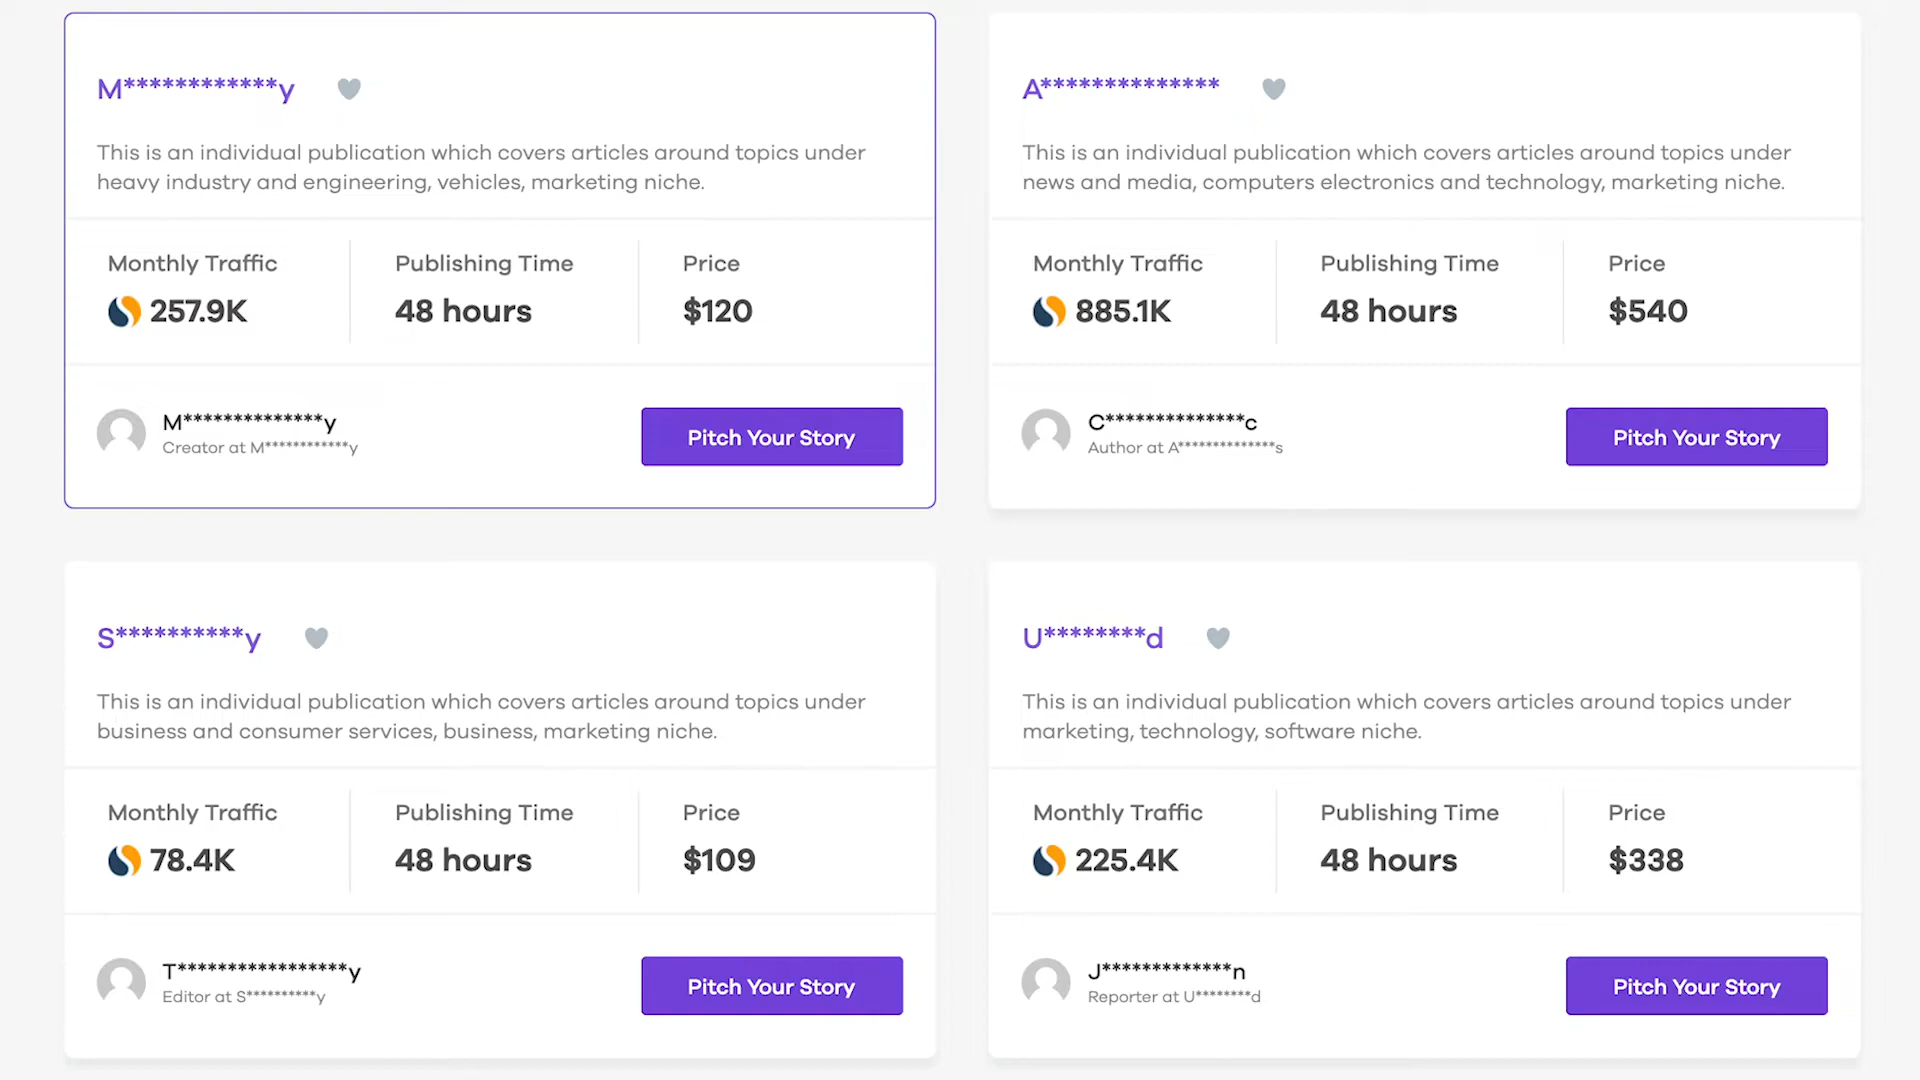 M************y
This is an individual publication which covers articles around topics under
heavy industry and engineering, vehicles, marketing niche.
Monthly Traffic
Publishing Time
Price
257.9K
48 hours
$120
M**************y
Creator at M************y
Pitch Your Story
A**************
This is an individual publication which covers articles around topics under
news and media, computers electronics and technology, marketing niche.
Monthly Traffic
Publishing Time
Price
885.1K
48 hours
$540
C**************c
Author at A**************s
Pitch Your Story
S**********y
This is an individual publication which covers articles around topics under
business and consumer services, business, marketing niche.
Monthly Traffic
Publishing Time
Price
78.4K
48 hours
$109
T*****************y
Editor at S**********y
Pitch Your Story
U********d
This is an individual publication which covers articles around topics under
marketing, technology, software niche.
Monthly Traffic
Publishing Time
Price
225.4K
48 hours
$338
J*************n
Reporter at U********d
Pitch Your Story